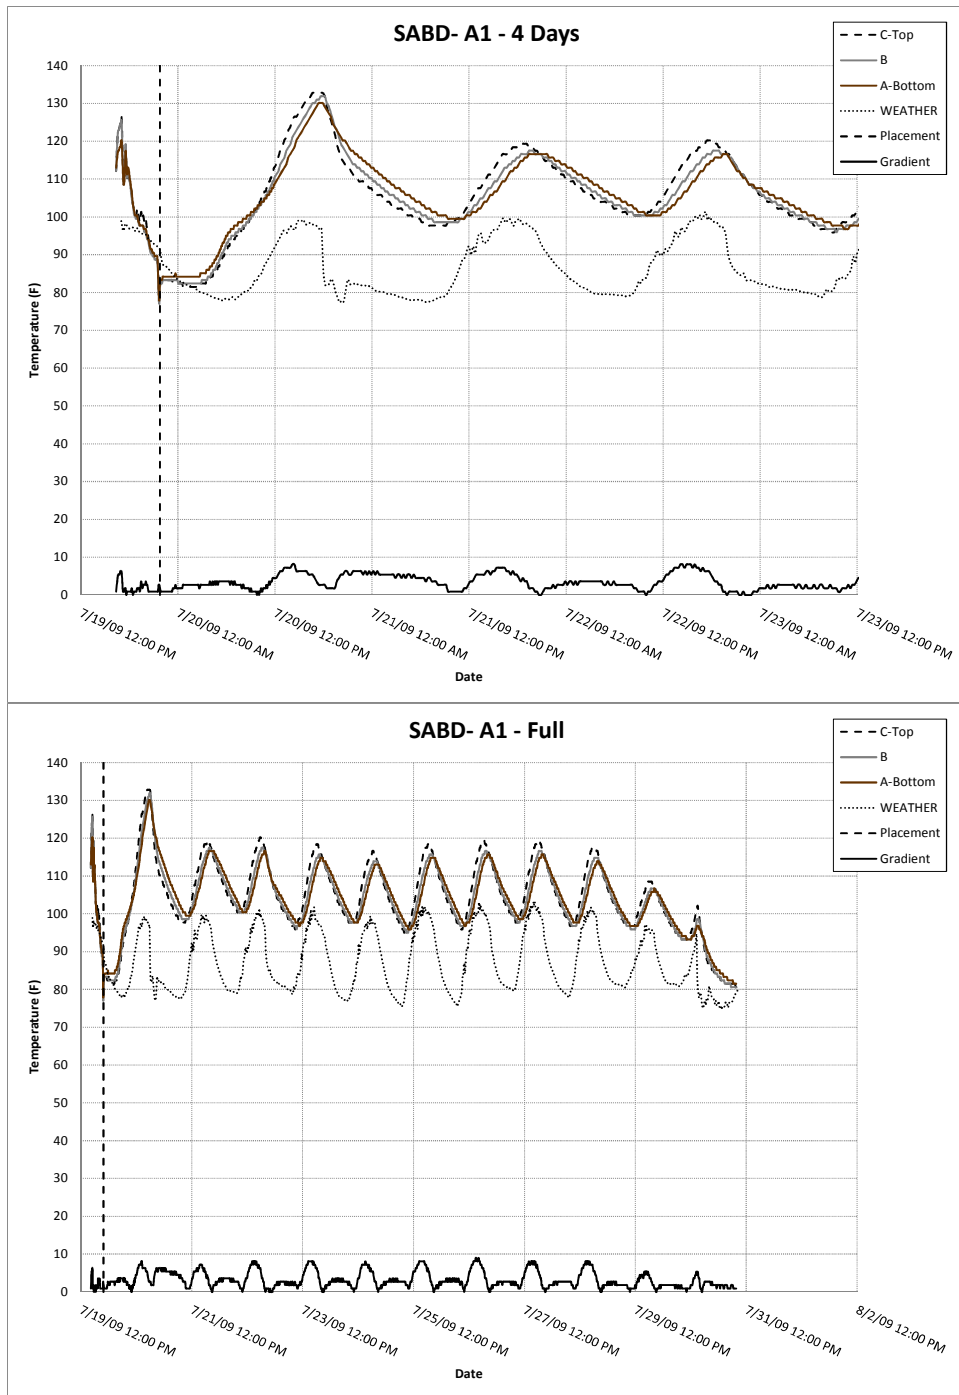 SABD- A1 - 4 Days
C-Top
B
A-Bottom
WEATHER
Placement
Gradient
140
130
120
110
100
90
80
70
60
50
40
30
20
10
0
Temperature (F)
7/19/09 12:00 PM
7/20/09 12:00 AM
7/20/09 12:00 PM
7/21/09 12:00 AM
7/21/09 12:00 PM
7/22/09 12:00 AM
7/22/09 12:00 PM
7/23/09 12:00 AM
7/23/09 12:00 PM
Date
SABD- A1 - Full
C-Top
B
A-Bottom
WEATHER
Placement
Gradient
140
130
120
110
100
90
80
70
60
50
40
30
20
10
0
Temperature (F)
7/19/09 12:00 PM
7/21/09 12:00 PM
7/23/09 12:00 PM
7/25/09 12:00 PM
7/27/09 12:00 PM
7/29/09 12:00 PM
7/31/09 12:00 PM
8/2/09 12:00 PM
Date